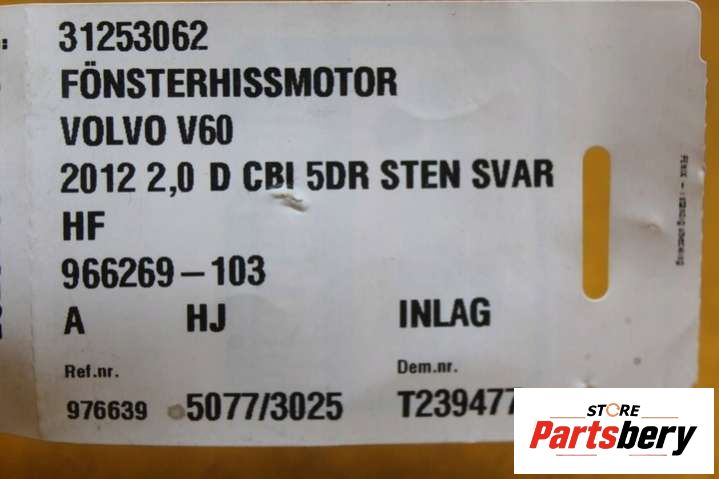 31253062
FÖNSTERHISSMOTOR
VOLVO V60
2012 2,0 D CBI 5DR STEN SVAR
HF
966269-103
A HJ INLAG
Ref.nr. Dem.nr.
976639 5077/3025 T239477
STORE
Partsbery